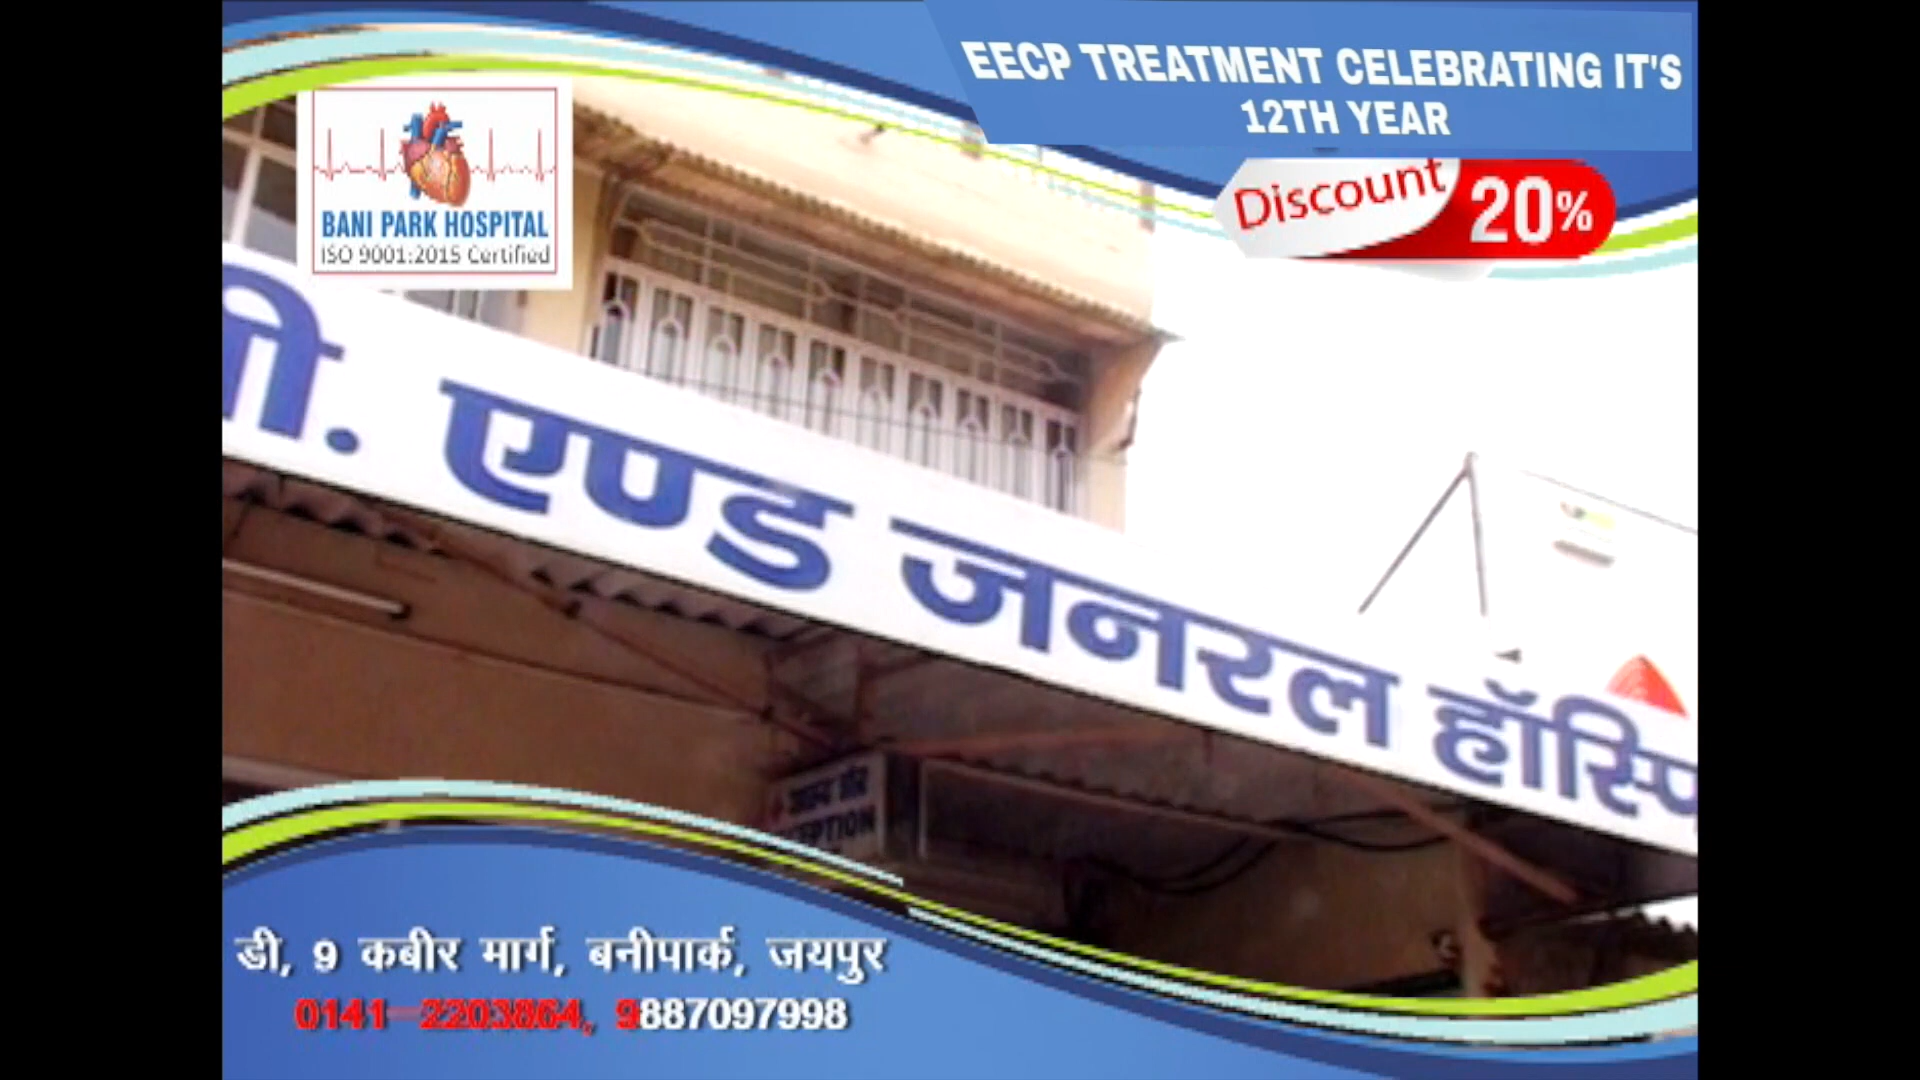 EECP TREATMENT CELEBRATING IT'S
12TH YEAR
Discount 20%
BANI PARK HOSPITAL
ISO 9001:2015 Certified
पी. एण्ड जनरल हॉस्पि
डी, 9 कबीर मार्ग, बनीपार्क, जयपुर
0141-2203864, 9887097998